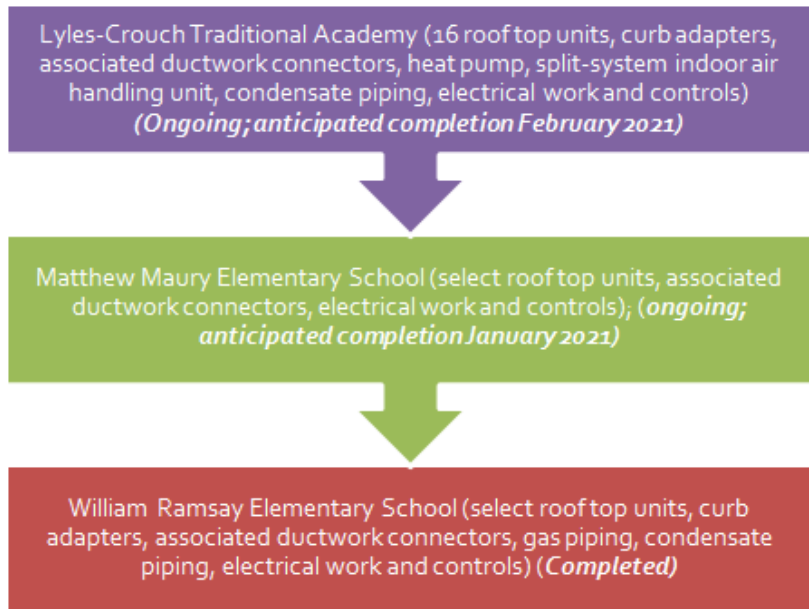 Lyles-Crouch Traditional Academy (16 roof top units, curb adapters,
associated ductwork connectors, heat pump, split-system indoor air
handling unit, condensate piping, electrical work and controls)
(Ongoing; anticipated completion February 2021)
Matthew Maury Elementary School (select roof top units, associated
ductwork connectors, electrical work and controls); (ongoing;
anticipated completion January 2021)
William Ramsay Elementary School (select roof top units, curb
adapters, associated ductwork connectors, gas piping, condensate
piping, electrical work and controls) (Completed)